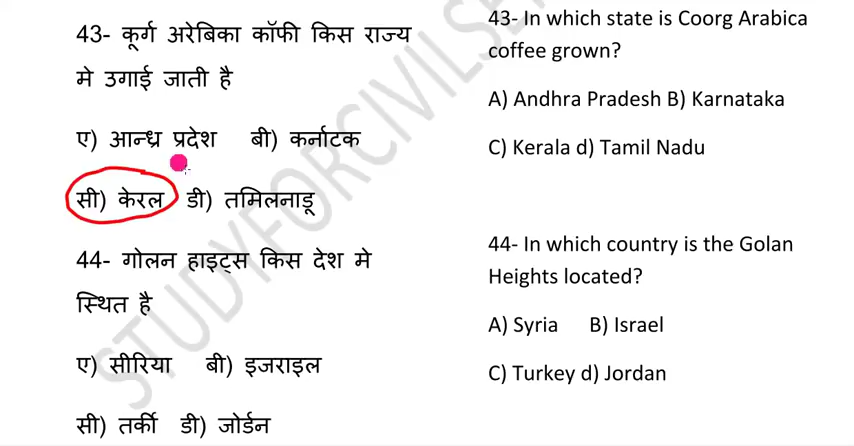 43- कूर्ग अरेबिका कॉफी किस राज्य
मे उगाई जाती है
ए) आन्ध्र प्रदेश बी) कर्नाटक
सी) केरल डी) तमिलनाडू
44- गोलन हाइट्स किस देश मे
स्थित है
ए) सीरिया बी) इजराइल
सी) तर्की डी) जोर्डन
43- In which state is Coorg Arabica
coffee grown?
A) Andhra Pradesh B) Karnataka
C) Kerala d) Tamil Nadu
44- In which country is the Golan
Heights located?
A) Syria B) Israel
C) Turkey d) Jordan
STUDYFORCIVILSE